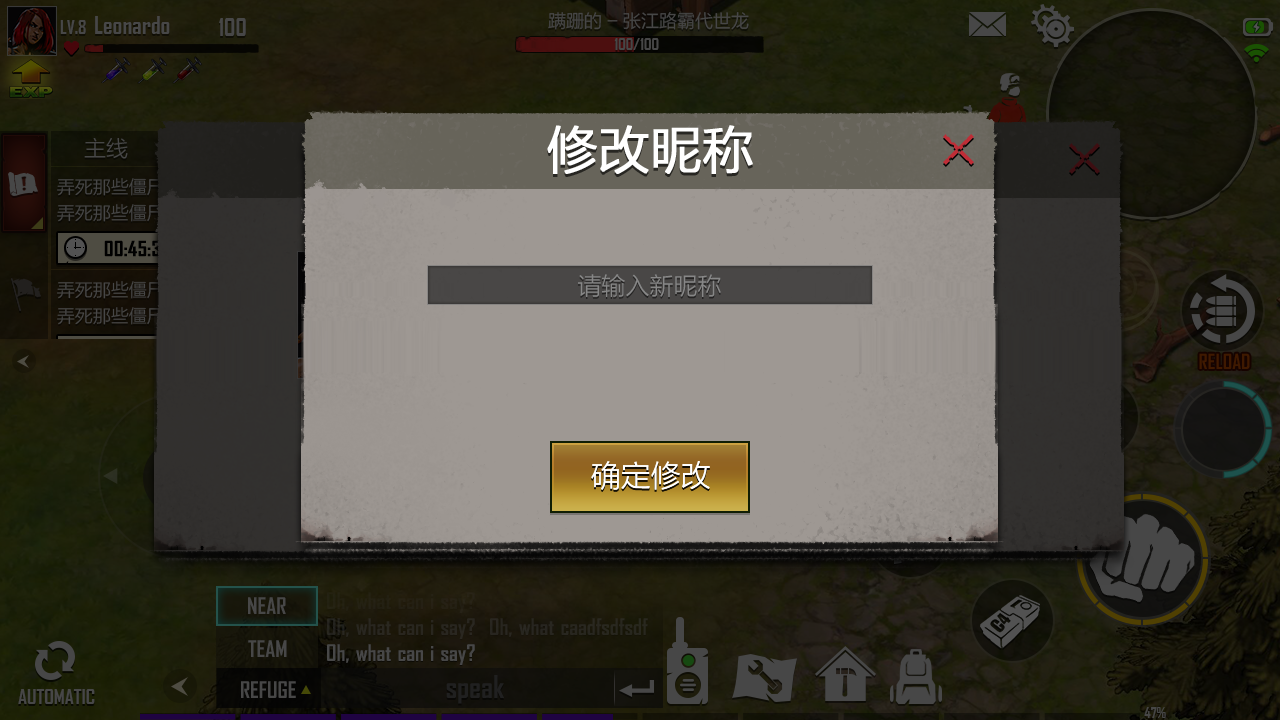 LV.8 Leonardo
100
蹒跚的 - 张江路霸代世龙
100/100
EXP
主线
弄死那些僵尸
弄死那些僵尸
00:45:3
弄死那些僵尸
弄死那些僵尸
修改昵称
请输入新昵称
确定修改
RELOAD
C4
NEAR
TEAM
REFUGE
Oh, what can i say?
Oh, what can i say? Oh, what caadfsdfsdf
Oh, what can i say?
speak
AUTOMATIC
47%